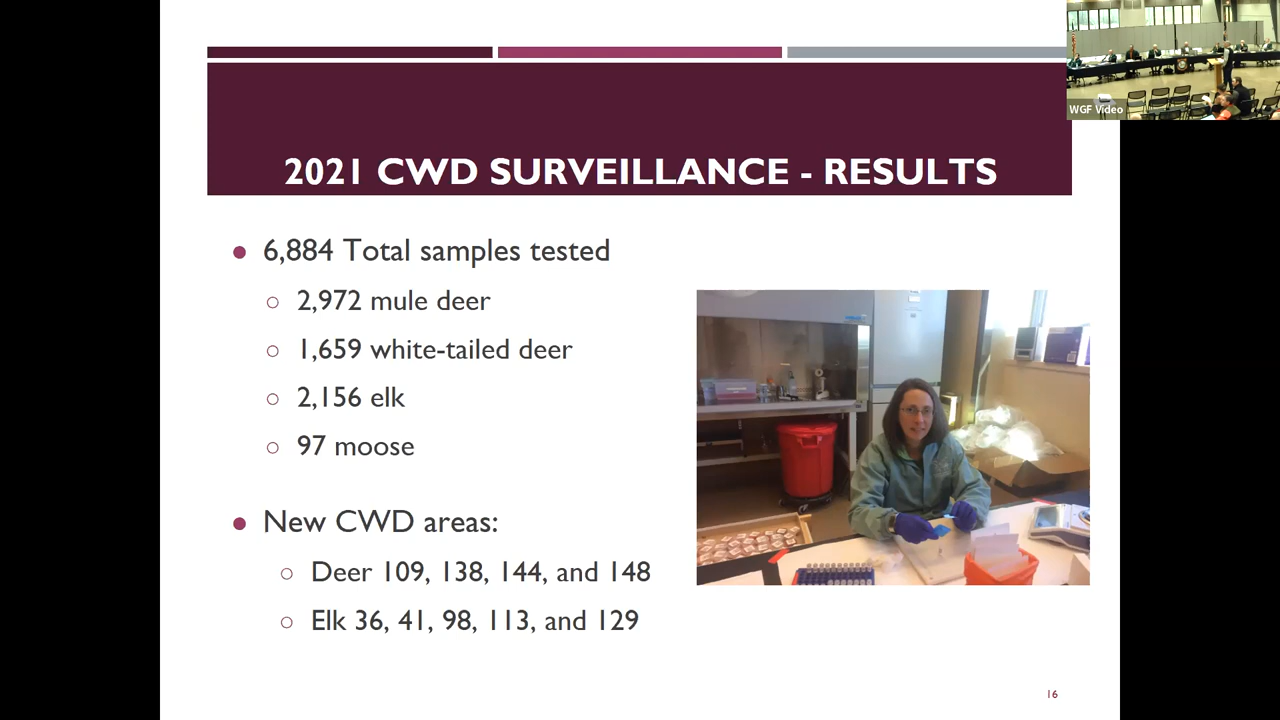 WGF Video
2021 CWD SURVEILLANCE - RESULTS
6,884 Total samples tested
2,972 mule deer
1,659 white-tailed deer
2,156 elk
97 moose
New CWD areas:
Deer 109, 138, 144, and 148
Elk 36, 41, 98, 113, and 129
16